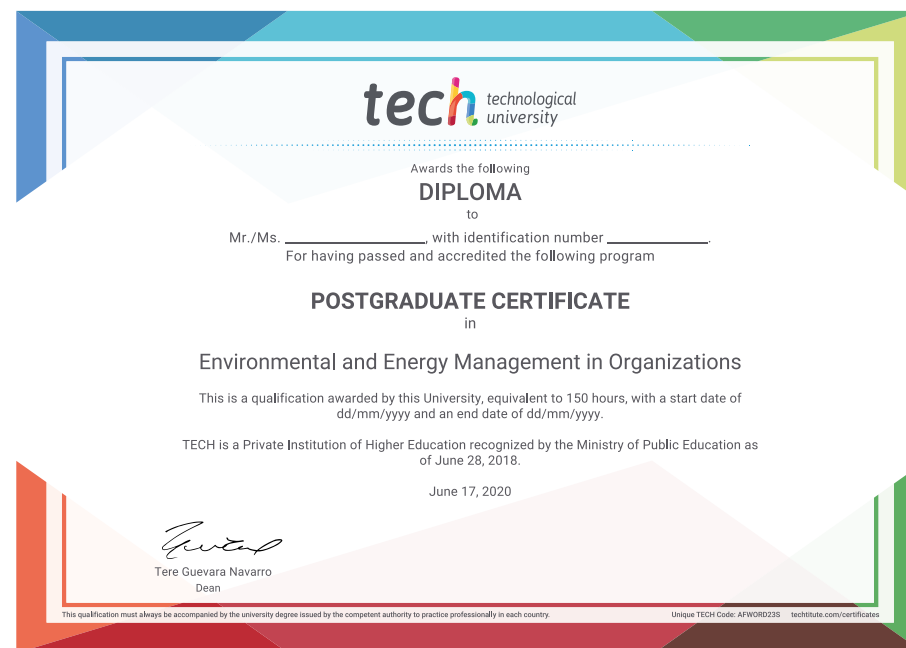 tech technological
university
Awards the following
DIPLOMA
to
Mr./Ms. ____________________, with identification number ______________.
For having passed and accredited the following program
POSTGRADUATE CERTIFICATE
in
Environmental and Energy Management in Organizations
This is a qualification awarded by this University, equivalent to 150 hours, with a start date of
dd/mm/yyyy and an end date of dd/mm/yyyy.
TECH is a Private Institution of Higher Education recognized by the Ministry of Public Education as
of June 28, 2018.
June 17, 2020
Tere Guevara Navarro
Dean
This qualification must always be accompanied by the university degree issued by the competent authority to practice professionally in each country. Unique TECH Code: AFWORD23S techtitute.com/certificates